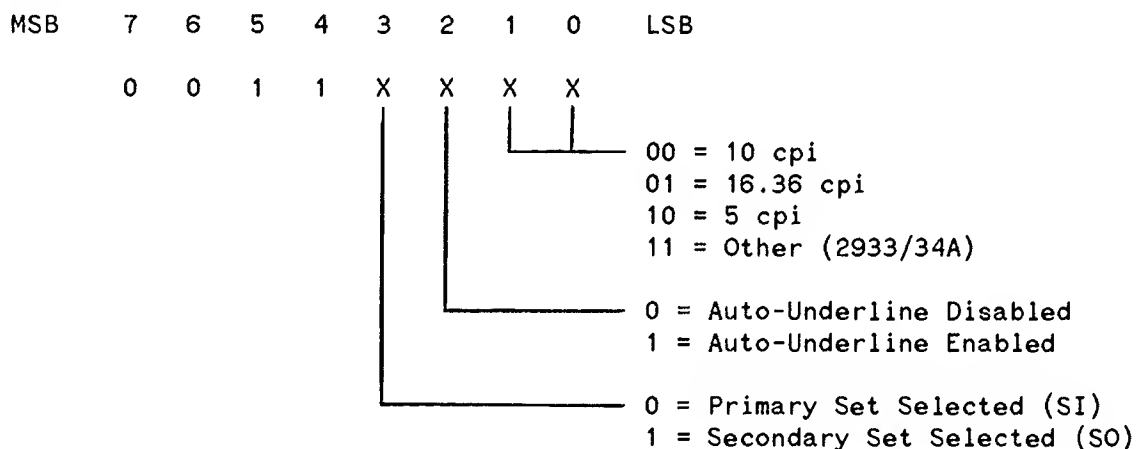 MSB 7 6 5 4 3 2 1 0 LSB
0 0 1 1 X X X X
00 = 10 cpi
01 = 16.36 cpi
10 = 5 cpi
11 = Other (2933/34A)
0 = Auto-Underline Disabled
1 = Auto-Underline Enabled
0 = Primary Set Selected (SI)
1 = Secondary Set Selected (SO)